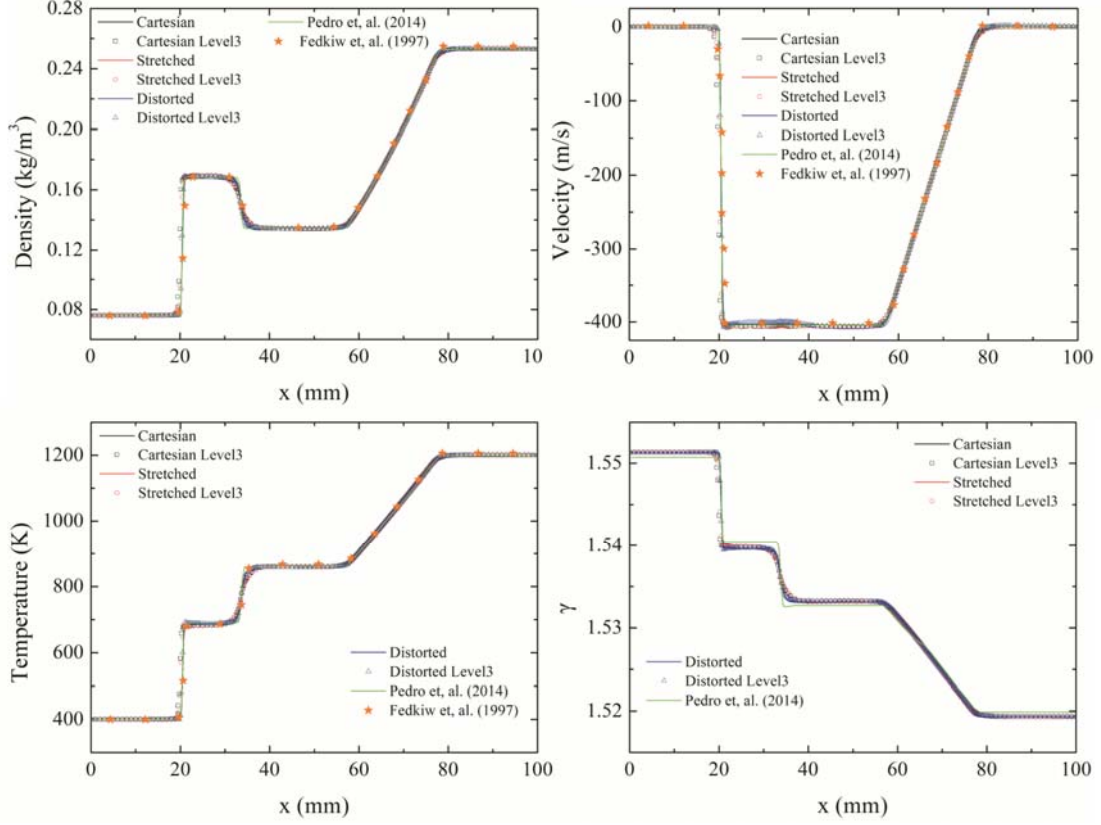 Cartesian
Cartesian Level3
Stretched
Stretched Level3
Distorted
Distorted Level3
Pedro et, al. (2014)
Fedkiw et, al. (1997)
0.28
0.24
0.20
0.16
0.12
0.08
Density (kg/m³)
0 20 40 60 80 100
x (mm)
Cartesian
Cartesian Level3
Stretched
Stretched Level3
Distorted
Distorted Level3
Pedro et, al. (2014)
Fedkiw et, al. (1997)
0
-100
-200
-300
-400
Velocity (m/s)
0 20 40 60 80 100
x (mm)
Cartesian
Cartesian Level3
Stretched
Stretched Level3
1200
1000
800
600
400
Temperature (K)
Distorted
Distorted Level3
Pedro et, al. (2014)
Fedkiw et, al. (1997)
0 20 40 60 80 100
x (mm)
Cartesian
Cartesian Level3
Stretched
Stretched Level3
1.55
1.54
1.53
1.52
γ
Distorted
Distorted Level3
Pedro et, al. (2014)
0 20 40 60 80 100
x (mm)